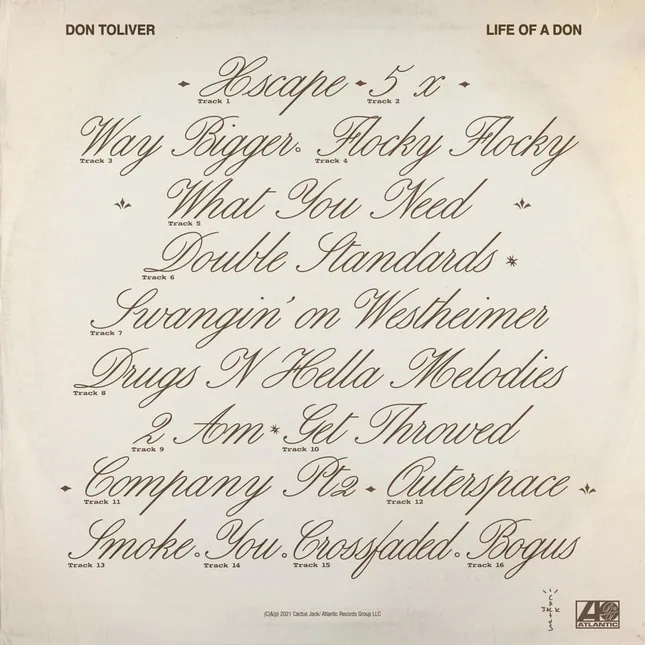 DON TOLIVER LIFE OF A DON
Xscape 5 x
Track 1 Track 2
Way Bigger Flocky Flocky
Track 3 Track 4
What You Need
Track 5
Double Standards
Track 6
Swangin' on Westheimer
Track 7
Drugs N Hella Melodies
Track 8
2 Am Get Throwed
Track 9 Track 10
Company Pt2 Outerspace
Track 11 Track 12
Smoke You Crossfaded Bogus
Track 13 Track 14 Track 15 Track 16
(C)&(p) 2021 Cactus Jack/ Atlantic Records Group LLC
CACTUS JACK
ATLANTIC